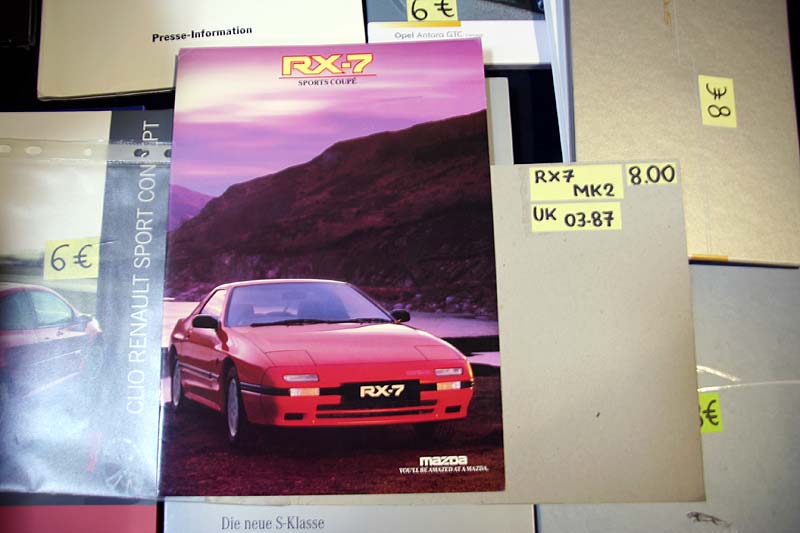 Presse-Information
6 €
Opel Antara GTC
8 €
RX-7
SPORTS COUPÉ
CLIO RENAULT SPORT CONCEPT
6 €
RX7
MK2
8.00
UK 03-87
RX-7
mazda
YOU'LL BE AMAZED AT A MAZDA.
€
Die neue S-Klasse